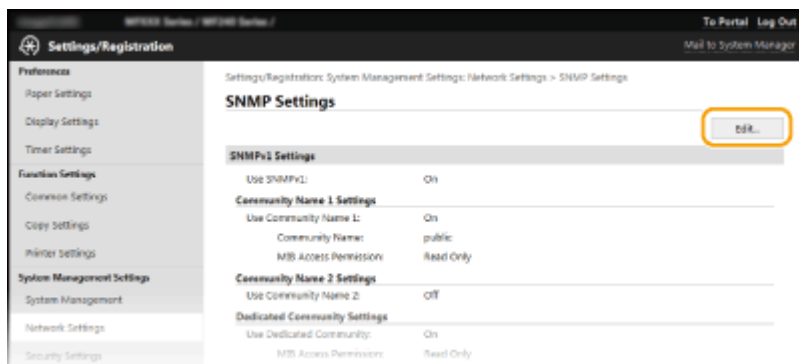 MFXXX Series / MF240 Series /
To Portal Log Out
Settings/Registration
Mail to System Manager
Preferences
Paper Settings
Display Settings
Timer Settings
Function Settings
Common Settings
Copy Settings
Printer Settings
System Management Settings
System Management
Network Settings
Security Settings
Settings/Registration: System Management Settings: Network Settings > SNMP Settings
SNMP Settings
Edit...
SNMPv1 Settings
Use SNMPv1: On
Community Name 1 Settings
Use Community Name 1: On
Community Name: public
MIB Access Permission: Read Only
Community Name 2 Settings
Use Community Name 2: Off
Dedicated Community Settings
Use Dedicated Community: On
MIB Access Permission: Read Only